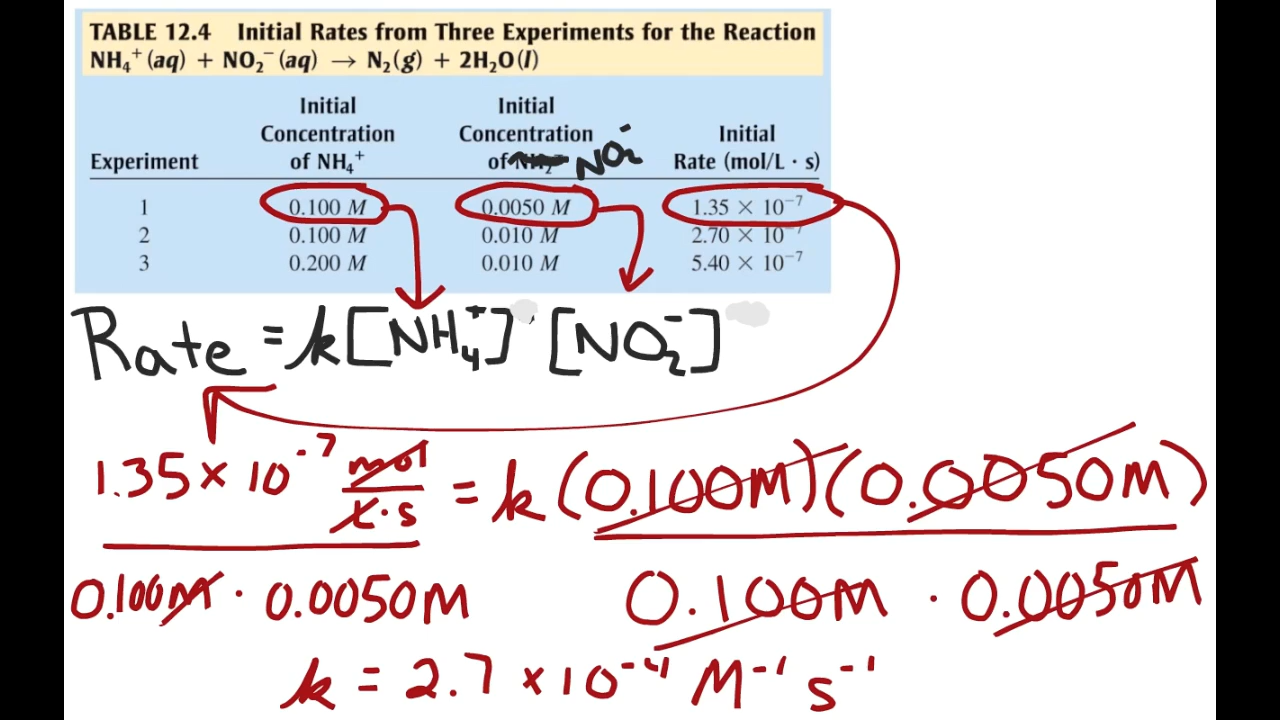 TABLE 12.4 Initial Rates from Three Experiments for the Reaction
NH₄⁺(aq) + NO₂⁻(aq) → N₂(g) + 2H₂O(l)
Initial Initial
Concentration Concentration Initial
Experiment of NH₄⁺ of NO₂⁻ Rate (mol/L · s)
1 0.100 M 0.0050 M 1.35 × 10⁻⁷
2 0.100 M 0.010 M 2.70 × 10⁻⁷
3 0.200 M 0.010 M 5.40 × 10⁻⁷
Rate = k[NH₄⁺]' [NO₂⁻]
1.35 × 10⁻⁷ mol/L·s = k(0.100M)(0.0050M)
0.100M · 0.0050M 0.100M · 0.0050M
k = 2.7 × 10⁻⁴ M⁻¹ s⁻¹